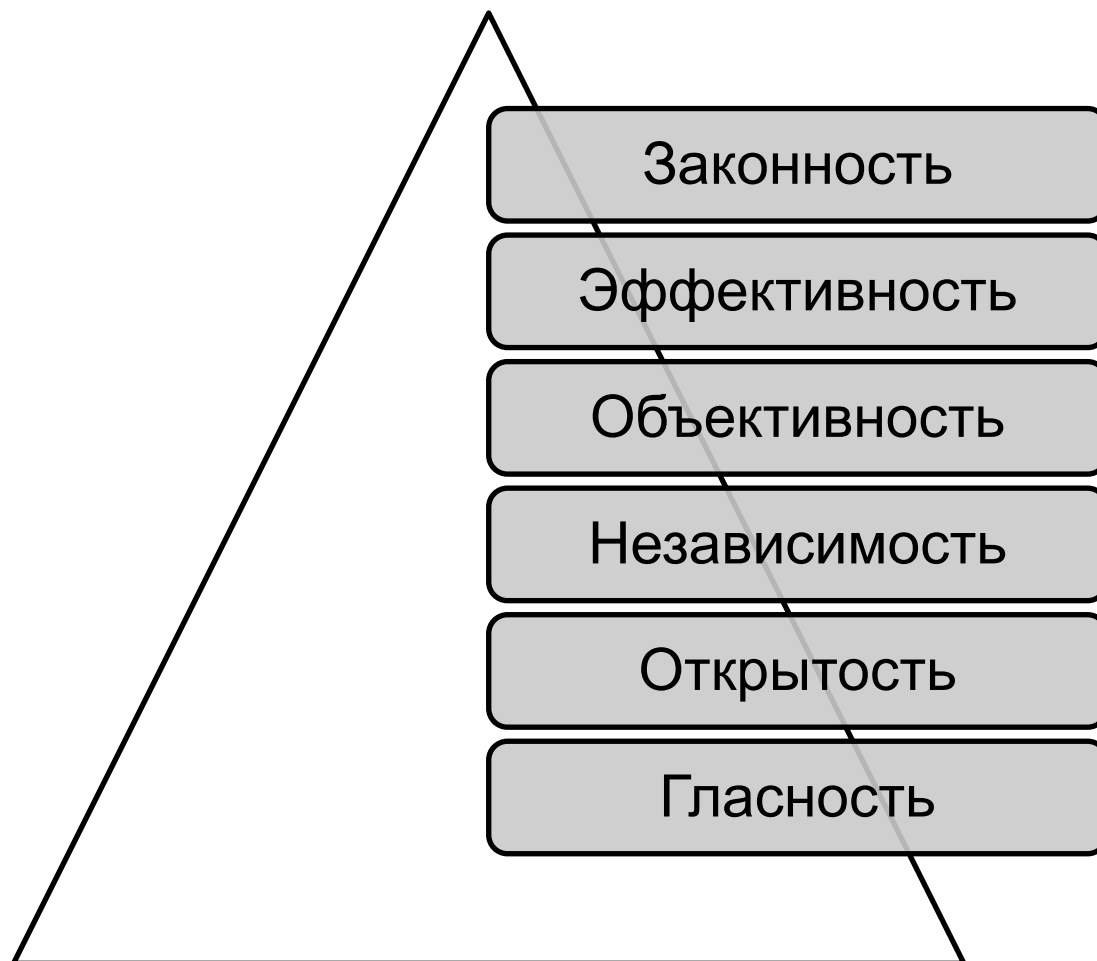 Законность
Эффективность
Объективность
Независимость
Открытость
Гласность